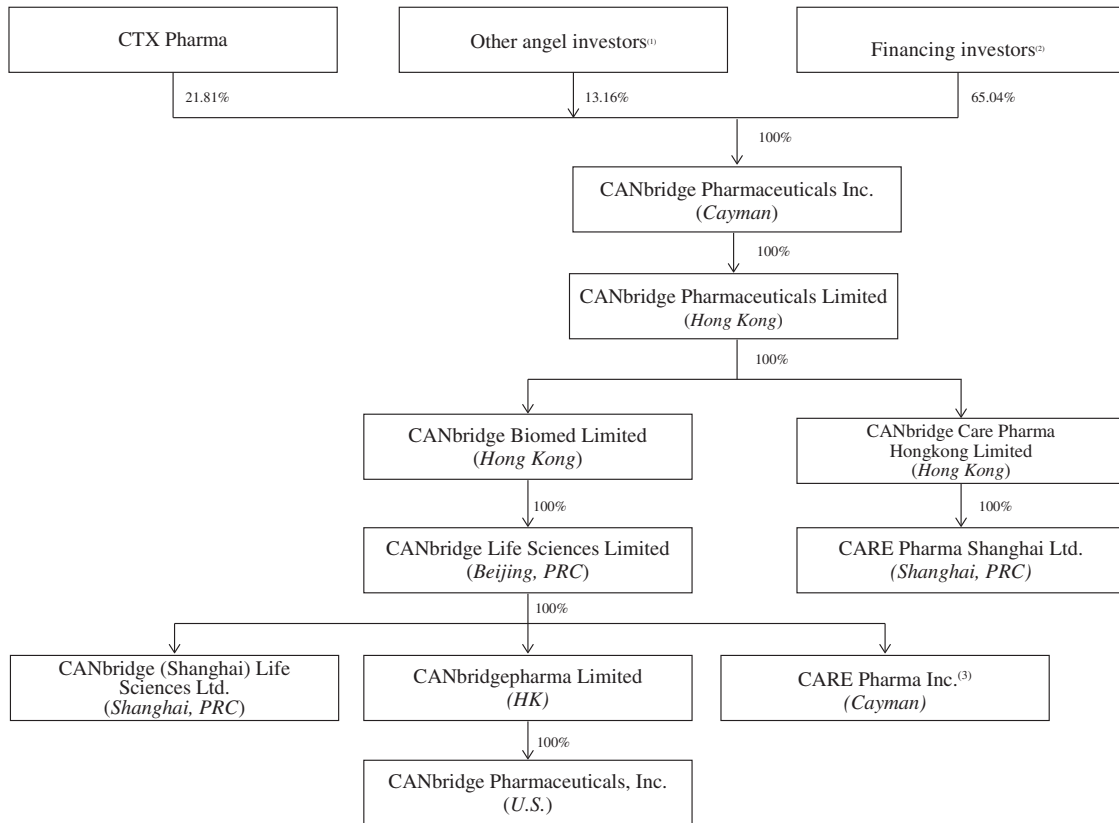 CTX Pharma
Other angel investors(1)
Financing investors(2)
21.81%
13.16%
65.04%
100%
CANbridge Pharmaceuticals Inc.
(Cayman)
100%
CANbridge Pharmaceuticals Limited
(Hong Kong)
100%
CANbridge Biomed Limited
(Hong Kong)
CANbridge Care Pharma
Hongkong Limited
(Hong Kong)
100%
100%
CANbridge Life Sciences Limited
(Beijing, PRC)
CARE Pharma Shanghai Ltd.
(Shanghai, PRC)
100%
CANbridge (Shanghai) Life
Sciences Ltd.
(Shanghai, PRC)
CANbridgepharma Limited
(HK)
CARE Pharma Inc.(3)
(Cayman)
100%
CANbridge Pharmaceuticals, Inc.
(U.S.)